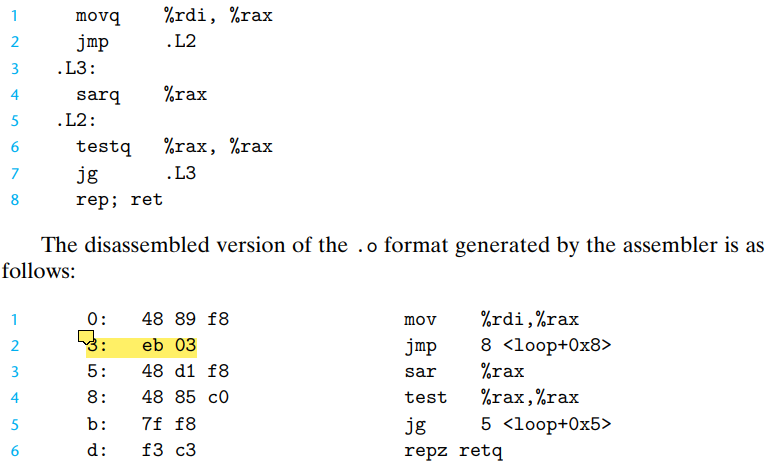 1 movq %rdi, %rax
2 jmp .L2
3 .L3:
4 sarq %rax
5 .L2:
6 testq %rax, %rax
7 jg .L3
8 rep; ret
The disassembled version of the .o format generated by the assembler is as
follows:
1 0: 48 89 f8 mov %rdi,%rax
2 3: eb 03 jmp 8 <loop+0x8>
3 5: 48 d1 f8 sar %rax
4 8: 48 85 c0 test %rax,%rax
5 b: 7f f8 jg 5 <loop+0x5>
6 d: f3 c3 repz retq